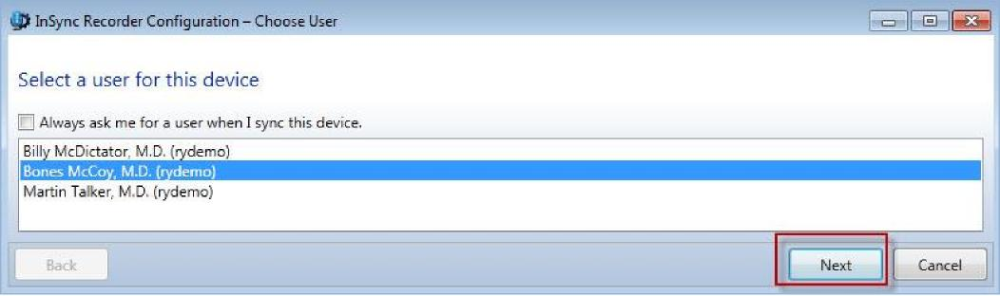 InSync Recorder Configuration – Choose User
Select a user for this device
Always ask me for a user when I sync this device.
Billy McDictator, M.D. (rydemo)
Bones McCoy, M.D. (rydemo)
Martin Talker, M.D. (rydemo)
Back
Next
Cancel